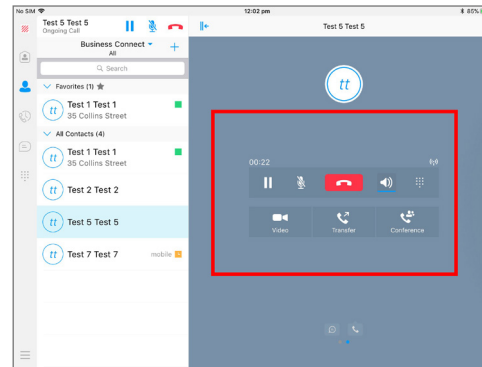 No SIM
12:02 pm
86%
Test 5 Test 5
Ongoing Call
Test 5 Test 5
Business Connect
All
Search
Favorites (1)
tt
Test 1 Test 1
35 Collins Street
All Contacts (4)
tt
Test 1 Test 1
35 Collins Street
tt
Test 2 Test 2
tt
Test 5 Test 5
tt
Test 7 Test 7
mobile
tt
00:22
Video
Transfer
Conference